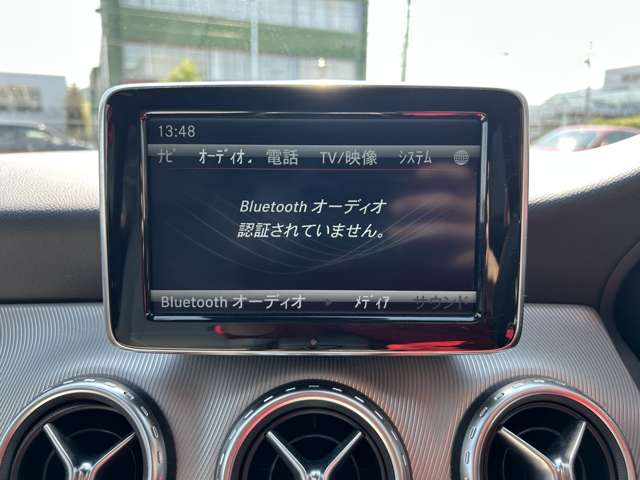 13:48
ナビ オーディオ 電話 TV/映像 システム
Bluetooth オーディオ
認証されていません。
Bluetooth オーディオ メディア サウンド